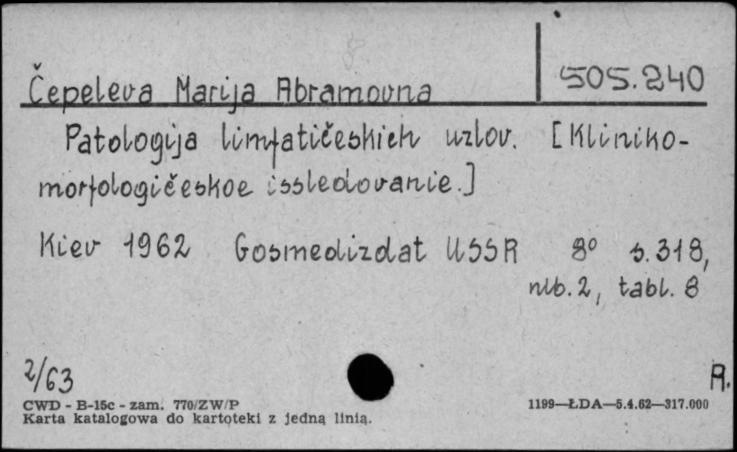 505.240
Čepeleva Marija Abramovna
Patologija limfatičeskich uzlov. [Kliniko-
morfologičeskoe issledovanie.]
Kiev 1962 Gosmedizdat USSR 8° s. 318,
nlb. 2, tabl. 8
2/63
A.
CWD - B-15c - zam. 770/ZW/P
1199—ŁDA—5.4.62—317.000
Karta katalogowa do kartoteki z jedną linią.